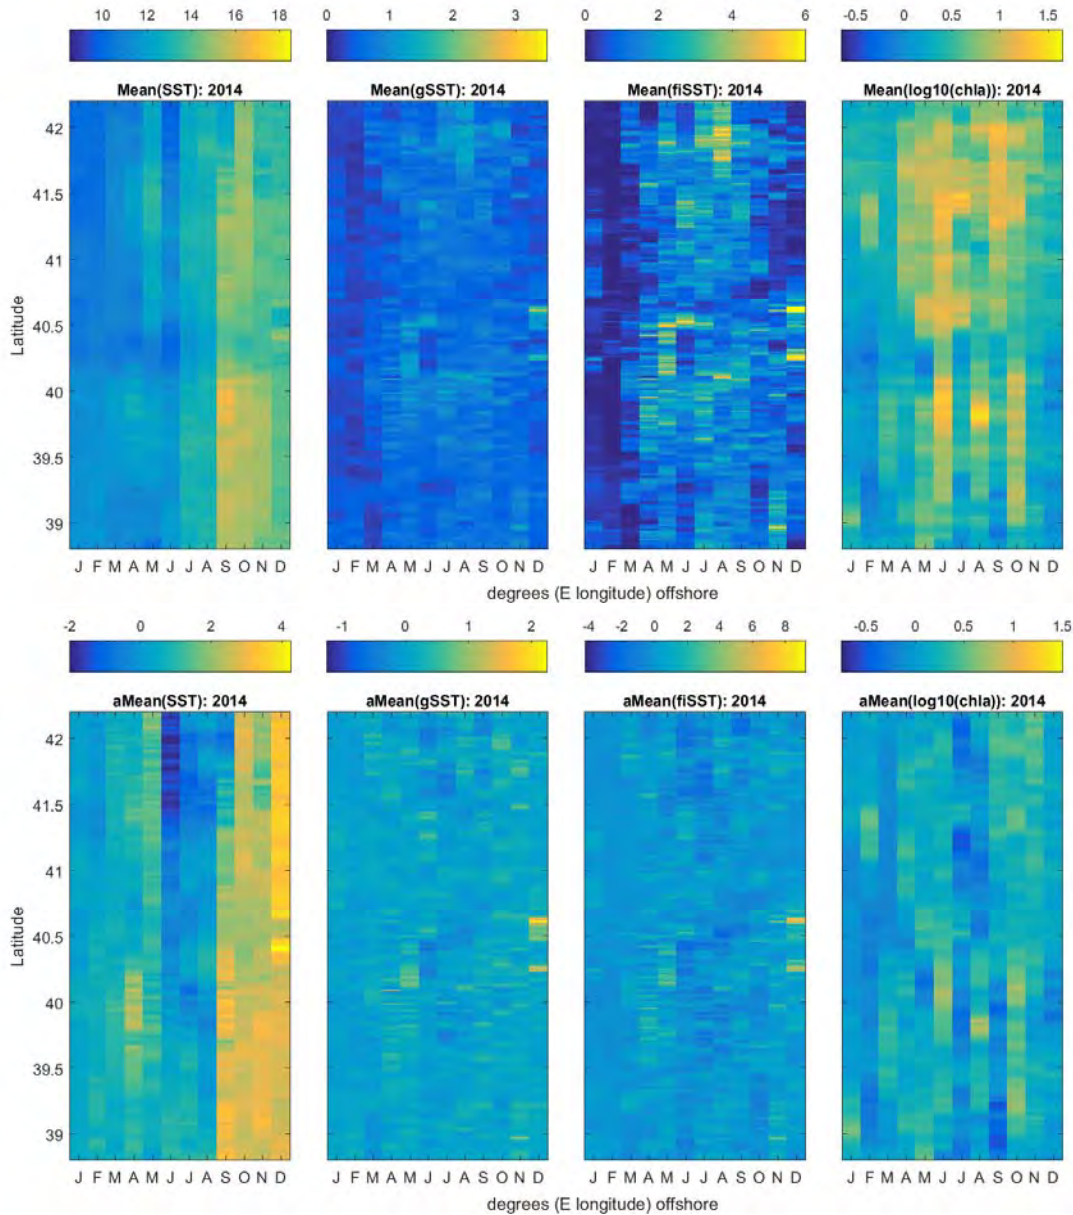 10 12 14 16 18
0 1 2 3
0 2 4 6
-0.5 0 0.5 1 1.5
Mean(SST): 2014
Mean(gSST): 2014
Mean(fiSST): 2014
Mean(log10(chla)): 2014
Latitude
42
41.5
41
40.5
40
39.5
39
J F M A M J J A S O N D
J F M A M J J A S O N D
J F M A M J J A S O N D
J F M A M J J A S O N D
degrees (E longitude) offshore
-2 0 2 4
-1 0 1 2
-4 -2 0 2 4 6 8
-0.5 0 0.5 1 1.5
aMean(SST): 2014
aMean(gSST): 2014
aMean(fiSST): 2014
aMean(log10(chla)): 2014
Latitude
42
41.5
41
40.5
40
39.5
39
J F M A M J J A S O N D
J F M A M J J A S O N D
J F M A M J J A S O N D
J F M A M J J A S O N D
degrees (E longitude) offshore